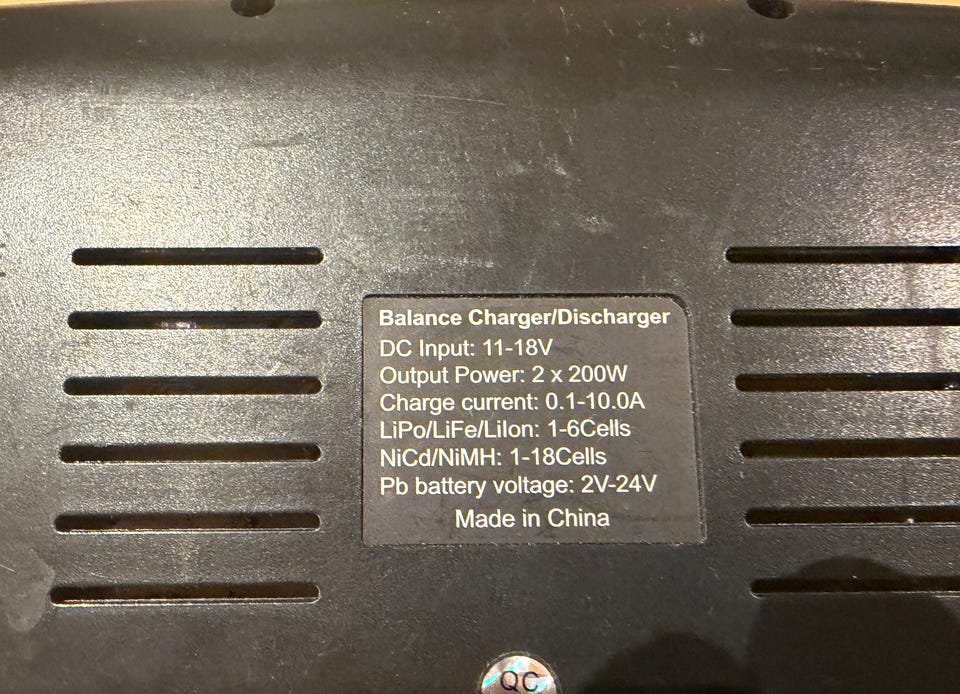 Balance Charger/Discharger
DC Input: 11-18V
Output Power: 2 x 200W
Charge current: 0.1-10.0A
LiPo/LiFe/LiIon: 1-6Cells
NiCd/NiMH: 1-18Cells
Pb battery voltage: 2V-24V
Made in China
QC